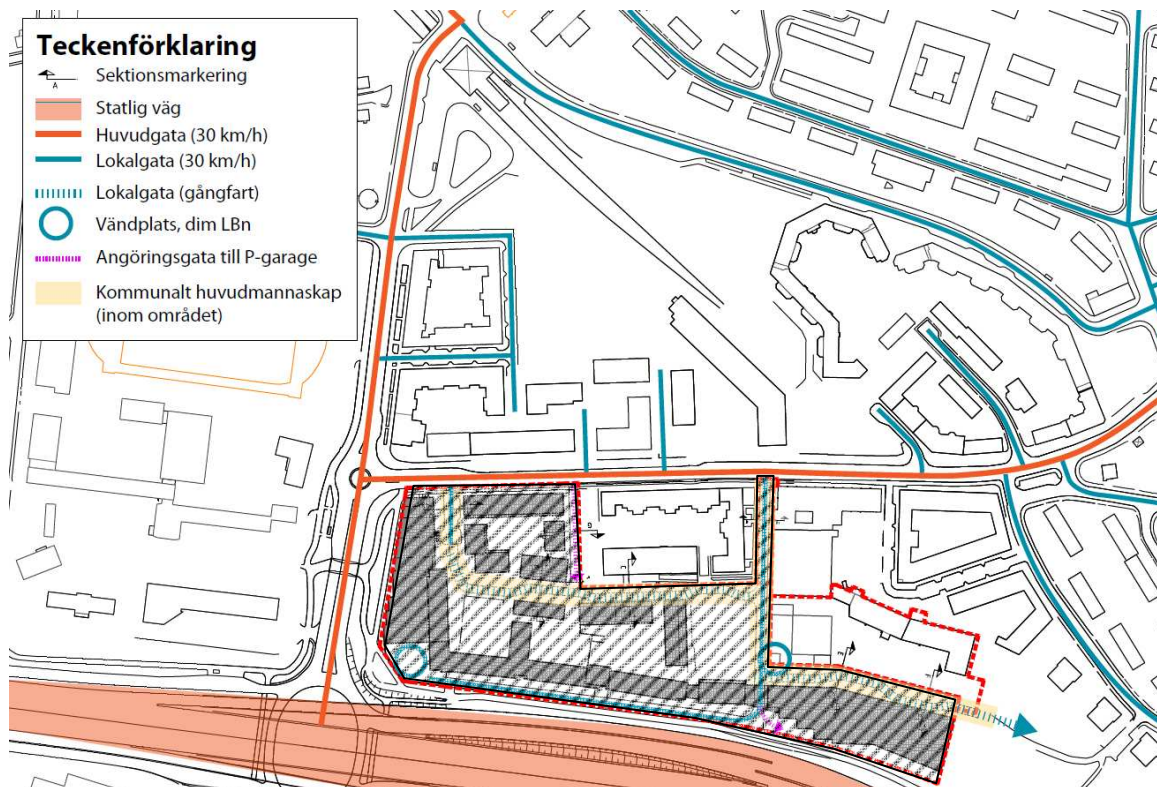 Teckenförklaring
A
Sektionsmarkering
Statlig väg
Huvudgata (30 km/h)
Lokalgata (30 km/h)
Lokalgata (gångfart)
Vändplats, dim LBn
Angöringsgata till P-garage
Kommunalt huvudmannaskap
(inom området)